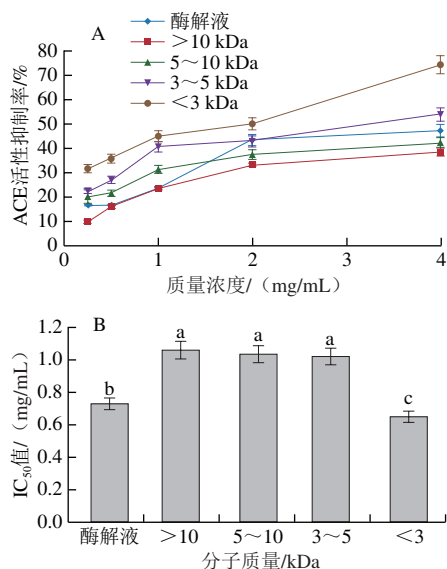 A
酶解液
＞10 kDa
5～10 kDa
3～5 kDa
＜3 kDa
ACE活性抑制率/%
90
80
70
60
50
40
30
20
10
0
0 1 2 3 4
质量浓度/（mg/mL）
B
IC50值/（mg/mL）
1.2
1.0
0.8
0.6
0.4
0.2
0.0
b a a a c
酶解液 ＞10 5～10 3～5 ＜3
分子质量/kDa